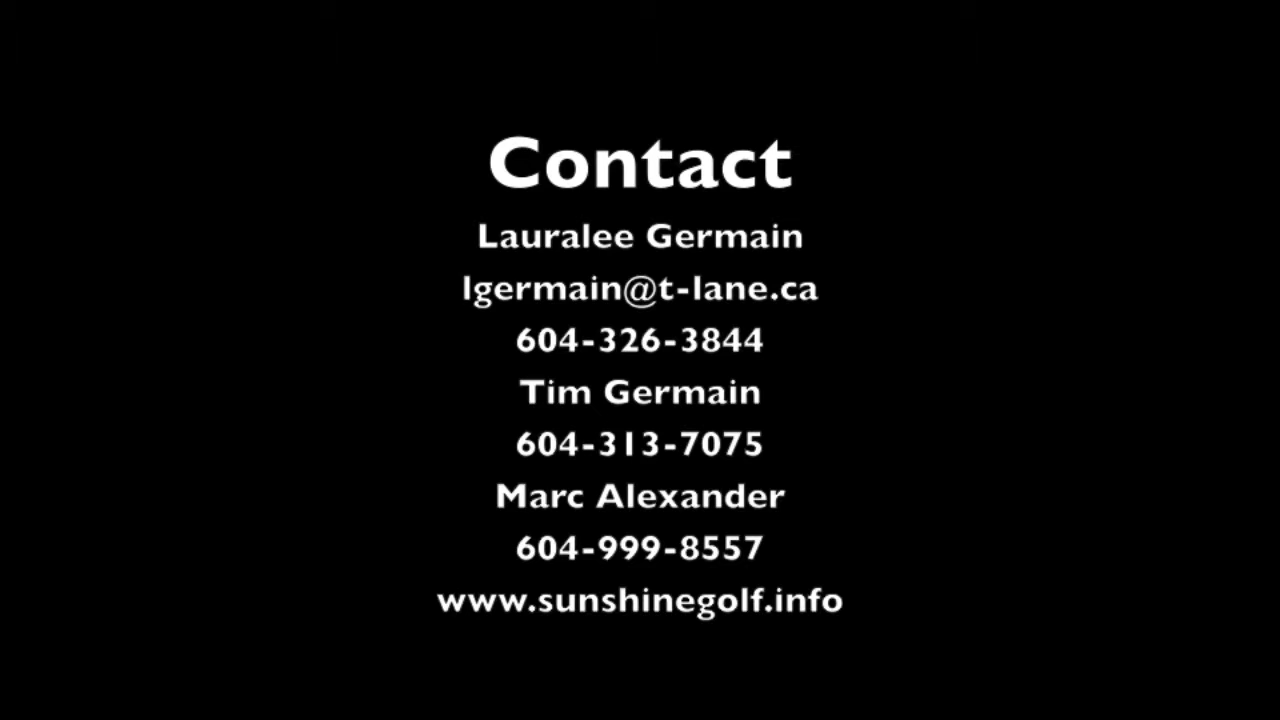 Contact
Lauralee Germain
lgermain@t-lane.ca
604-326-3844
Tim Germain
604-313-7075
Marc Alexander
604-999-8557
www.sunshinegolf.info